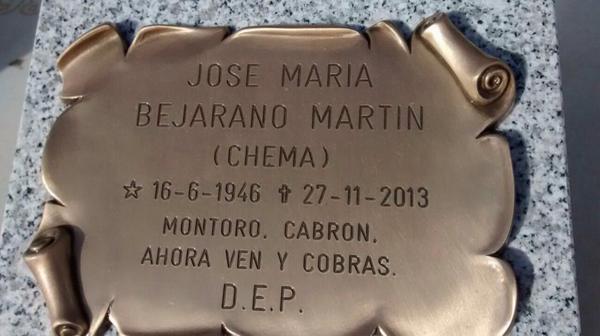 JOSE MARIA
BEJARANO MARTIN
(CHEMA)
☆ 16-6-1946 ✝ 27-11-2013
MONTORO, CABRON,
AHORA VEN Y COBRAS.
D.E.P.